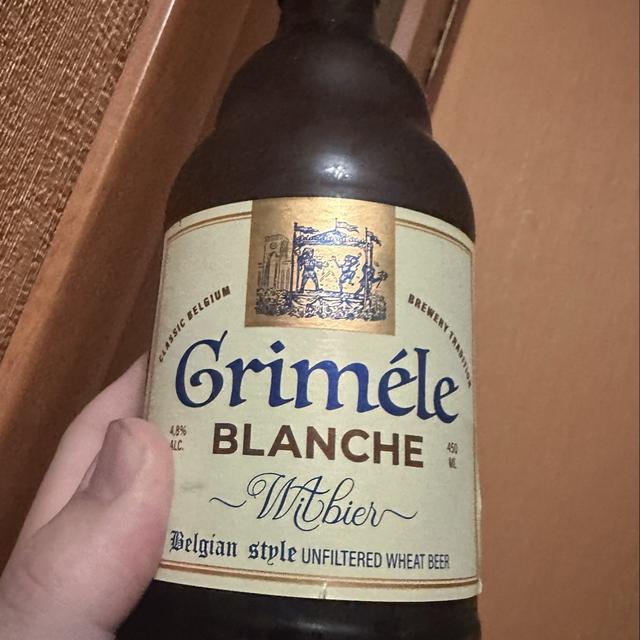 CLASSIC BELGIUM
BREWERY TRADITION
Griméle
4,8%
ALC.
BLANCHE
450
ML
Witbier
Belgian style UNFILTERED WHEAT BEER